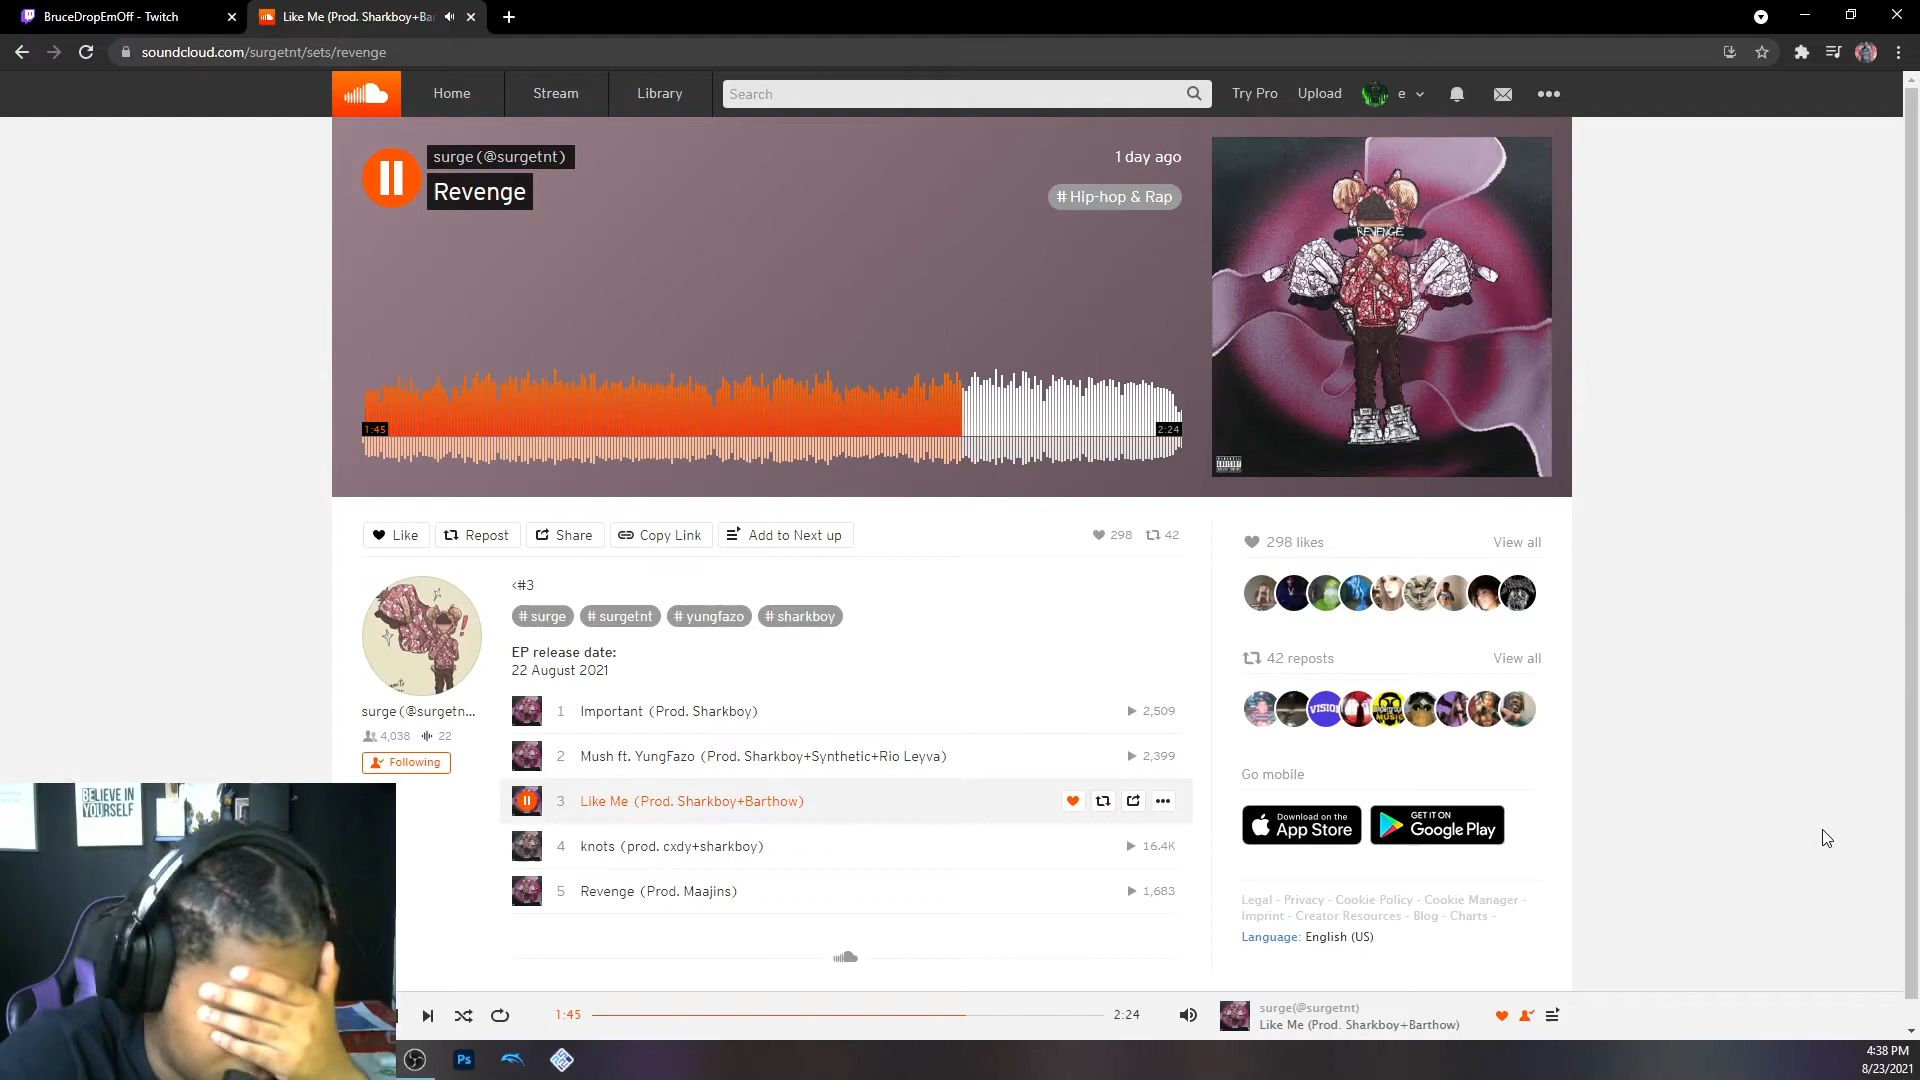 BruceDropEmOff - Twitch
Like Me (Prod. Sharkboy+Ba
soundcloud.com/surgetnt/sets/revenge
Home
Stream
Library
Search
Try Pro
Upload
e
surge(@surgetnt)
Revenge
1 day ago
# Hip-hop & Rap
REVENGE
1:45
2:24
Like
Repost
Share
Copy Link
Add to Next up
298
42
298 likes
View all
<#3
# surge
# surgetnt
# yungfazo
# sharkboy
EP release date:
22 August 2021
42 reposts
View all
VISION
surge(@surgetn...
4,038
22
Following
1 Important (Prod. Sharkboy) 2,509
2 Mush ft. YungFazo (Prod. Sharkboy+Synthetic+Rio Leyva) 2,399
3 Like Me (Prod. Sharkboy+Barthow)
4 knots (prod. cxdy+sharkboy) 16.4K
5 Revenge (Prod. Maajins) 1,683
Go mobile
Download on the
App Store
GET IT ON
Google Play
Legal - Privacy - Cookie Policy - Cookie Manager -
Imprint - Creator Resources - Blog - Charts -
Language: English (US)
BELIEVE IN
YOURSELF
1:45
2:24
surge(@surgetnt)
Like Me (Prod. Sharkboy+Barthow)
Ps
4:38 PM
8/23/2021